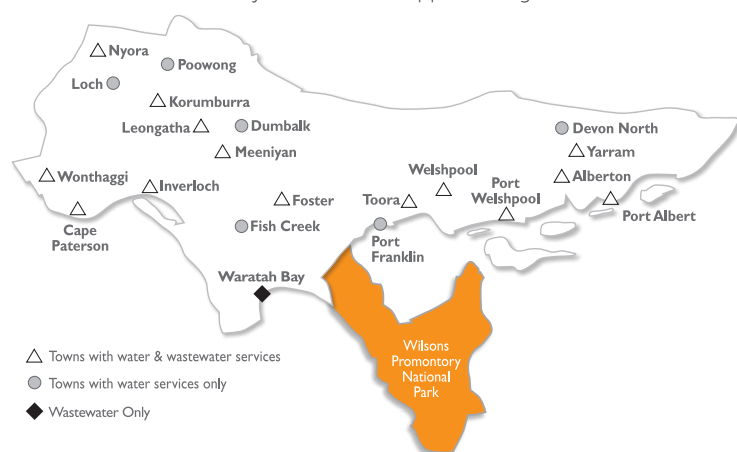 Nyora
Poowong
Loch
Korumburra
Leongatha
Dumbalk
Devon North
Meeniyan
Yarram
Welshpool
Wonthaggi
Inverloch
Port
Welshpool
Alberton
Foster
Toora
Cape
Paterson
Port Albert
Fish Creek
Port
Franklin
Waratah Bay
Wilsons
Promontory
National
Park
Towns with water & wastewater services
Towns with water services only
Wastewater Only